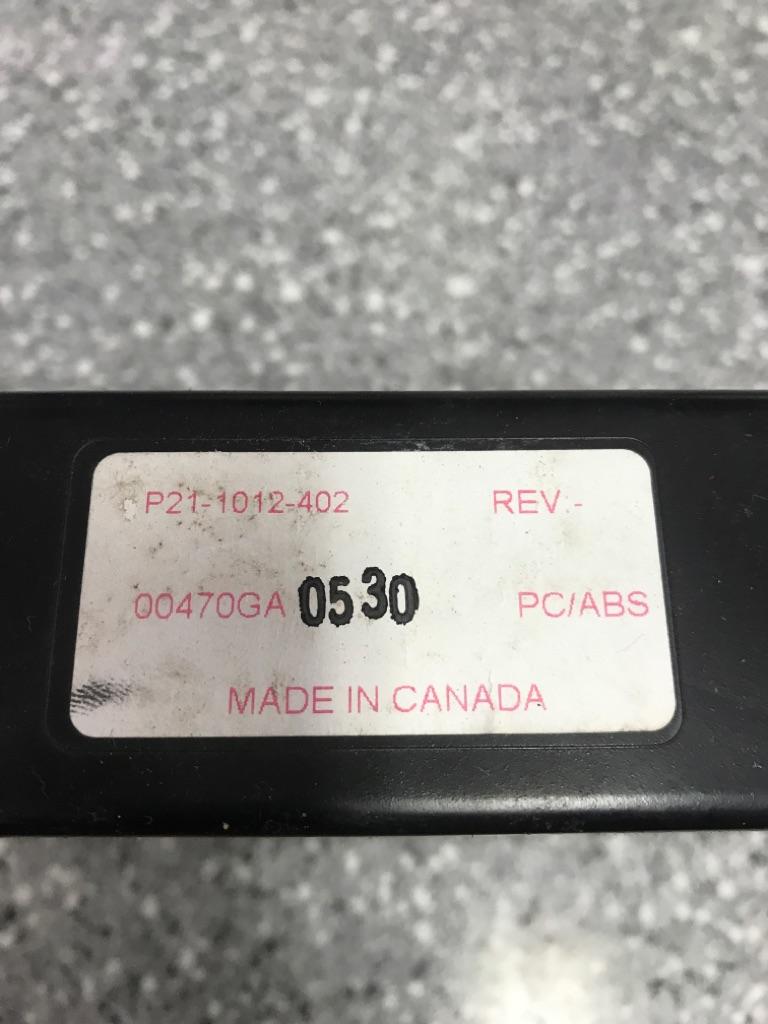 P21-1012-402 REV.-
00470GA 0530 PC/ABS
MADE IN CANADA